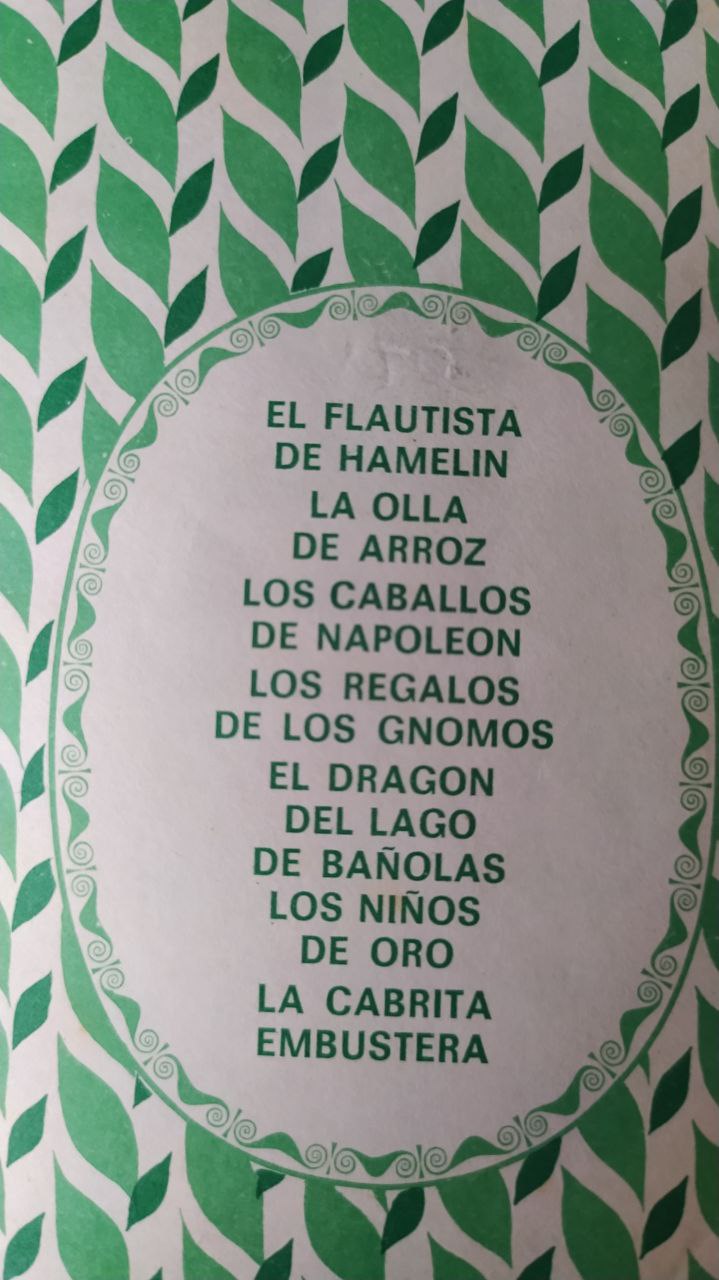 EL FLAUTISTA
DE HAMELIN
LA OLLA
DE ARROZ
LOS CABALLOS
DE NAPOLEON
LOS REGALOS
DE LOS GNOMOS
EL DRAGON
DEL LAGO
DE BAÑOLAS
LOS NIÑOS
DE ORO
LA CABRITA
EMBUSTERA